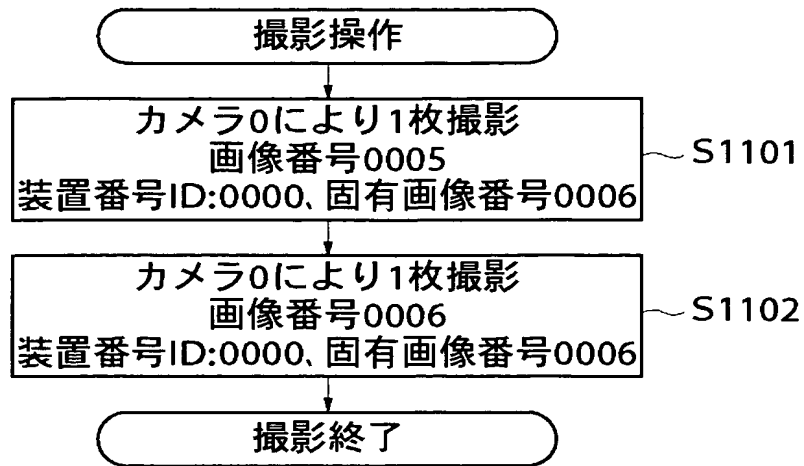 撮影操作
カメラ0により1枚撮影
画像番号0005
装置番号ID:0000、固有画像番号0006
S1101
カメラ0により1枚撮影
画像番号0006
装置番号ID:0000、固有画像番号0006
S1102
撮影終了